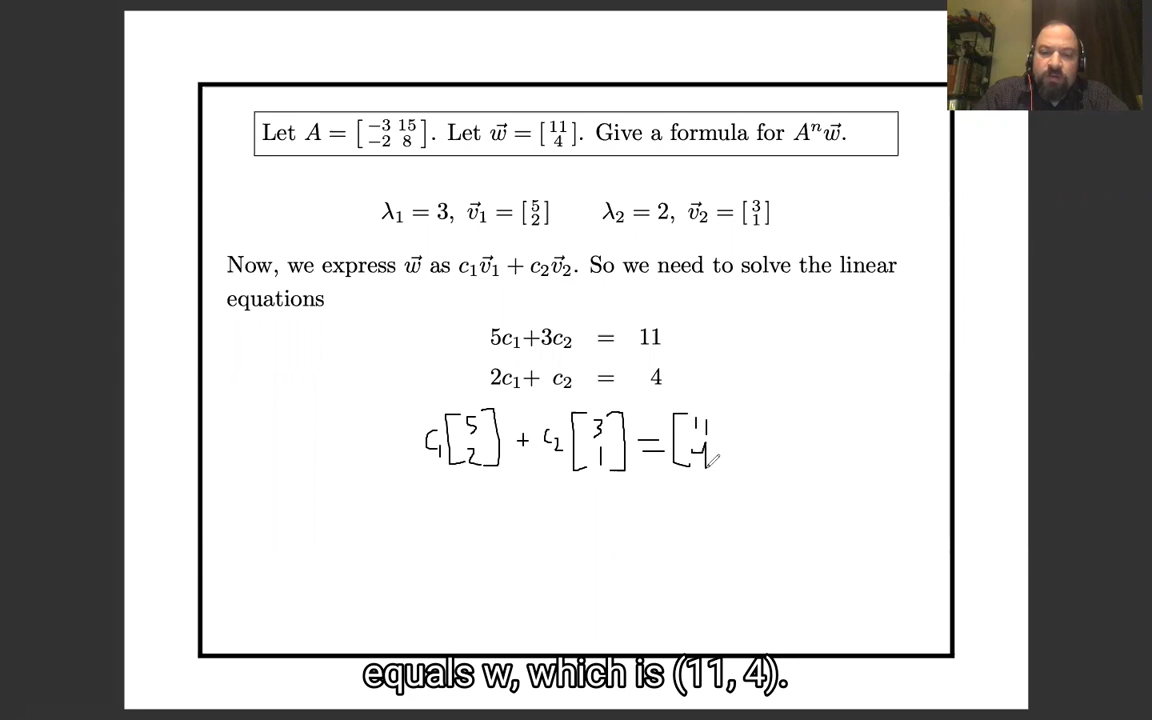 Let A = [ -3 15 -2 8 ]. Let w⃗ = [ 11 4 ]. Give a formula for Aⁿw⃗.
λ₁ = 3, v⃗₁ = [ 5 2 ]    λ₂ = 2, v⃗₂ = [ 3 1 ]
Now, we express w⃗ as c₁v⃗₁ + c₂v⃗₂. So we need to solve the linear
equations
5c₁+3c₂ = 11
2c₁+ c₂ = 4
c₁ [ 5 2 ] + c₂ [ 3 1 ] = [ 11 4
equals w, which is (11, 4).